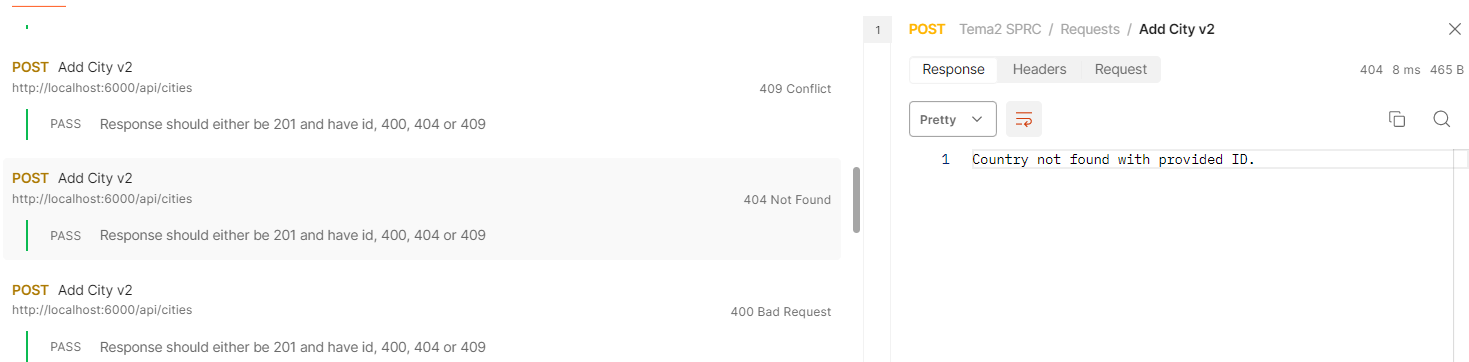 POST Add City v2
http://localhost:6000/api/cities
409 Conflict
PASS Response should either be 201 and have id, 400, 404 or 409
POST Add City v2
http://localhost:6000/api/cities
404 Not Found
PASS Response should either be 201 and have id, 400, 404 or 409
POST Add City v2
http://localhost:6000/api/cities
400 Bad Request
PASS Response should either be 201 and have id, 400, 404 or 409
1
POST Tema2 SPRC / Requests / Add City v2
Response Headers Request
404 8 ms 465 B
Pretty
1 Country not found with provided ID.